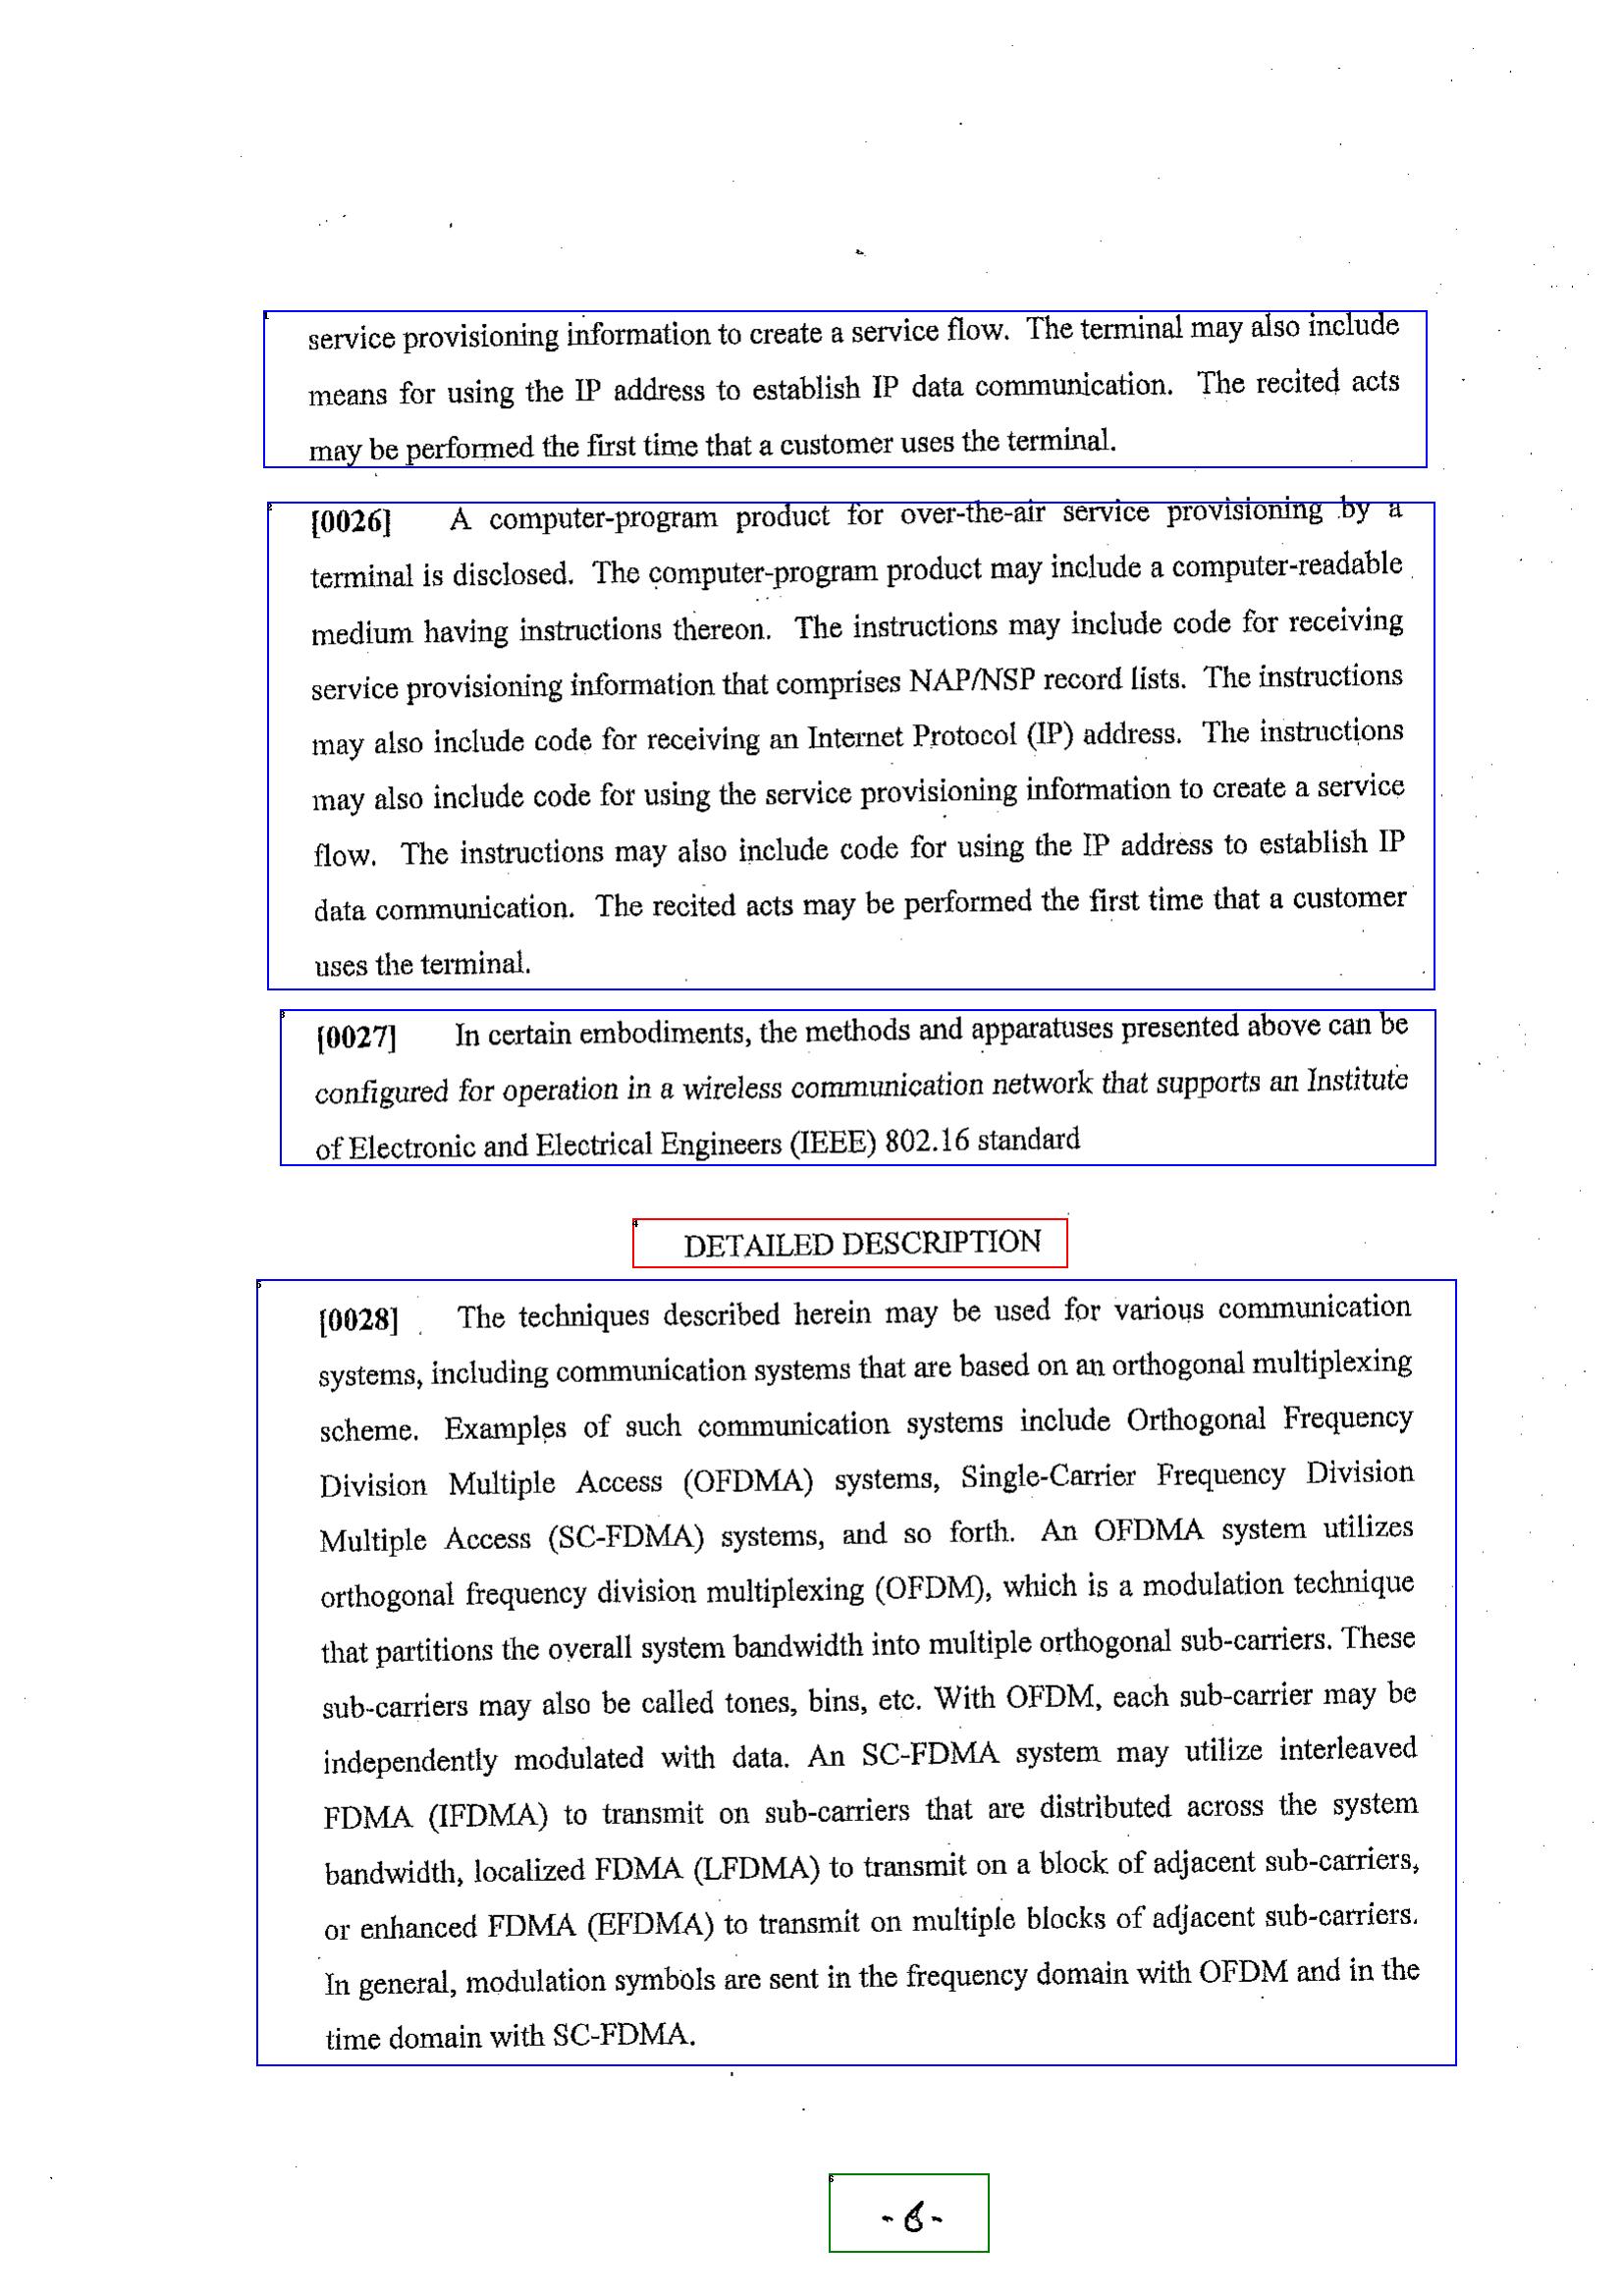 service provisioning information to create a service flow. The terminal may also include
means for using the IP address to establish IP data communication. The recited acts
may be performed the first time that a customer uses the terminal.
[0026] A computer-program product for over-the-air service provisioning by a
terminal is disclosed. The computer-program product may include a computer-readable
medium having instructions thereon. The instructions may include code for receiving
service provisioning information that comprises NAP/NSP record lists. The instructions
may also include code for receiving an Internet Protocol (IP) address. The instructions
may also include code for using the service provisioning information to create a service
flow. The instructions may also include code for using the IP address to establish IP
data communication. The recited acts may be performed the first time that a customer
uses the terminal.
[0027] In certain embodiments, the methods and apparatuses presented above can be
configured for operation in a wireless communication network that supports an Institute
of Electronic and Electrical Engineers (IEEE) 802.16 standard
DETAILED DESCRIPTION
[0028] The techniques described herein may be used for various communication
systems, including communication systems that are based on an orthogonal multiplexing
scheme. Examples of such communication systems include Orthogonal Frequency
Division Multiple Access (OFDMA) systems, Single-Carrier Frequency Division
Multiple Access (SC-FDMA) systems, and so forth. An OFDMA system utilizes
orthogonal frequency division multiplexing (OFDM), which is a modulation technique
that partitions the overall system bandwidth into multiple orthogonal sub-carriers. These
sub-carriers may also be called tones, bins, etc. With OFDM, each sub-carrier may be
independently modulated with data. An SC-FDMA system may utilize interleaved
FDMA (IFDMA) to transmit on sub-carriers that are distributed across the system
bandwidth, localized FDMA (LFDMA) to transmit on a block of adjacent sub-carriers,
or enhanced FDMA (EFDMA) to transmit on multiple blocks of adjacent sub-carriers.
In general, modulation symbols are sent in the frequency domain with OFDM and in the
time domain with SC-FDMA.
-6-